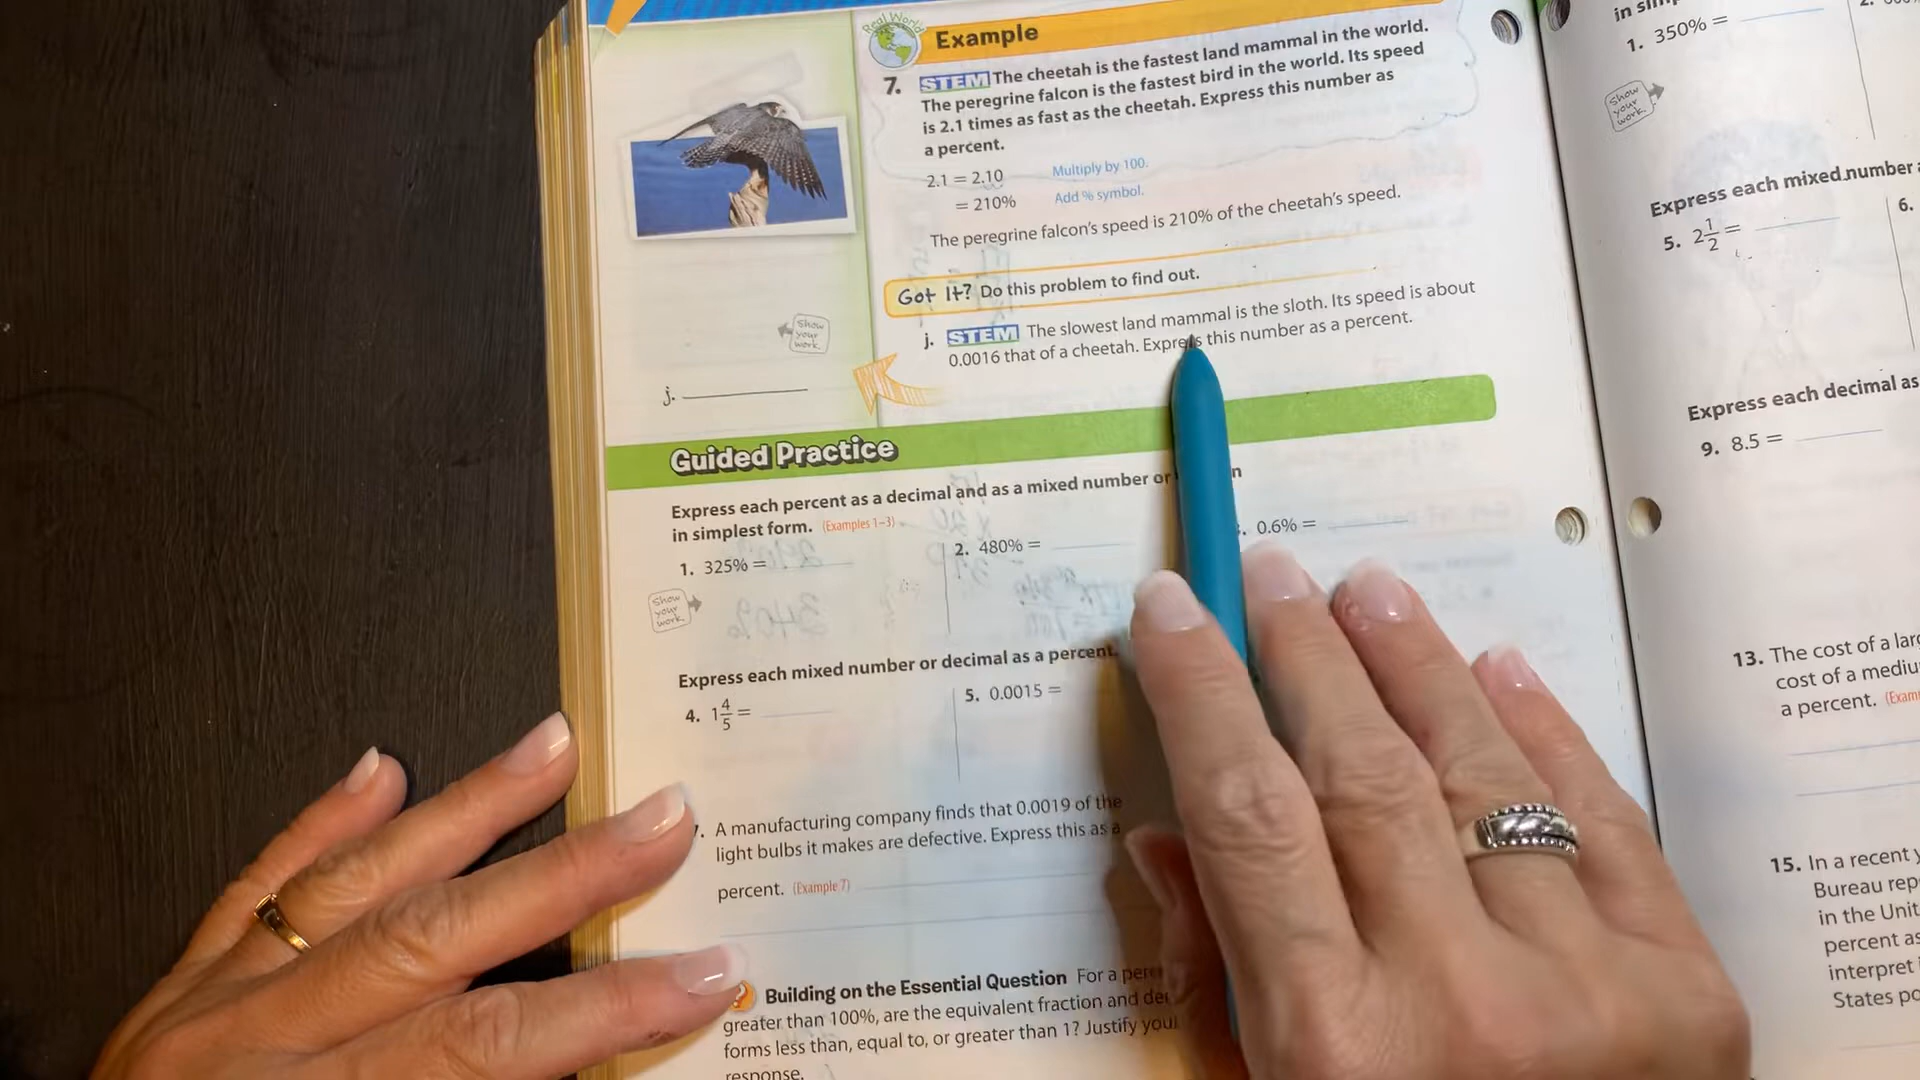 Real World
Example
7. STEM The cheetah is the fastest land mammal in the world.
The peregrine falcon is the fastest bird in the world. Its speed
is 2.1 times as fast as the cheetah. Express this number as
a percent.
2.1 = 2.10 Multiply by 100.
= 210% Add % symbol.
The peregrine falcon's speed is 210% of the cheetah's speed.
Got It? Do this problem to find out.
j. STEM The slowest land mammal is the sloth. Its speed is about
0.0016 that of a cheetah. Express this number as a percent.
Show
your
work.
j.
Guided Practice
Express each percent as a decimal and as a mixed number or
in simplest form. (Examples 1–3)
1. 325% =
2. 480% =
0.6% =
Show
your
work.
Express each mixed number or decimal as a percent.
4. 1 4/5 =
5. 0.0015 =
A manufacturing company finds that 0.0019 of the
light bulbs it makes are defective. Express this as a
percent. (Example 7)
Building on the Essential Question For a
greater than 100%, are the equivalent fraction and
forms less than, equal to, or greater than 1? Justify
response.
1. 350% =
2.
Show
your
work.
Express each mixed number
5. 2 1/2 =
6.
Express each decimal as
9. 8.5 =
13. The cost of a
cost of a
a percent.
15. In a recent
Bureau
in the
percent
interpret
States